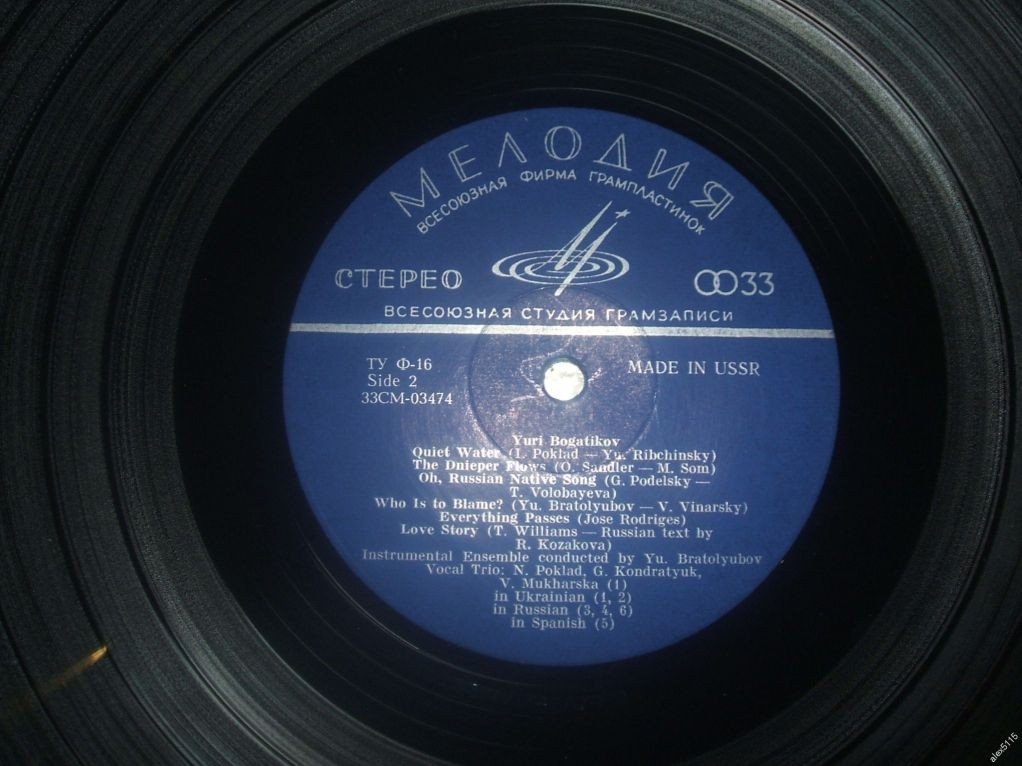 МЕЛОДИЯ
ВСЕСОЮЗНАЯ ФИРМА ГРАМПЛАСТИНОК
СТЕРЕО
33
ВСЕСОЮЗНАЯ СТУДИЯ ГРАМЗАПИСИ
ТУ Ф-16
MADE IN USSR
Side 2
33СМ-03474
Yuri Bogatikov
Quiet Water (I. Poklad — Yu. Ribchinsky)
The Dnieper Flows (O. Sandler — M. Som)
Oh, Russian Native Song (G. Podelsky —
T. Volobayeva)
Who Is to Blame? (Yu. Bratolyubov — V. Vinarsky)
Everything Passes (Jose Rodriges)
Love Story (T. Williams — Russian text by
R. Kozakova)
Instrumental Ensemble conducted by Yu. Bratolyubov
Vocal Trio: N. Poklad, G. Kondratyuk,
V. Mukharska (1)
in Ukrainian (1, 2)
in Russian (3, 4, 6)
in Spanish (5)
alex5115